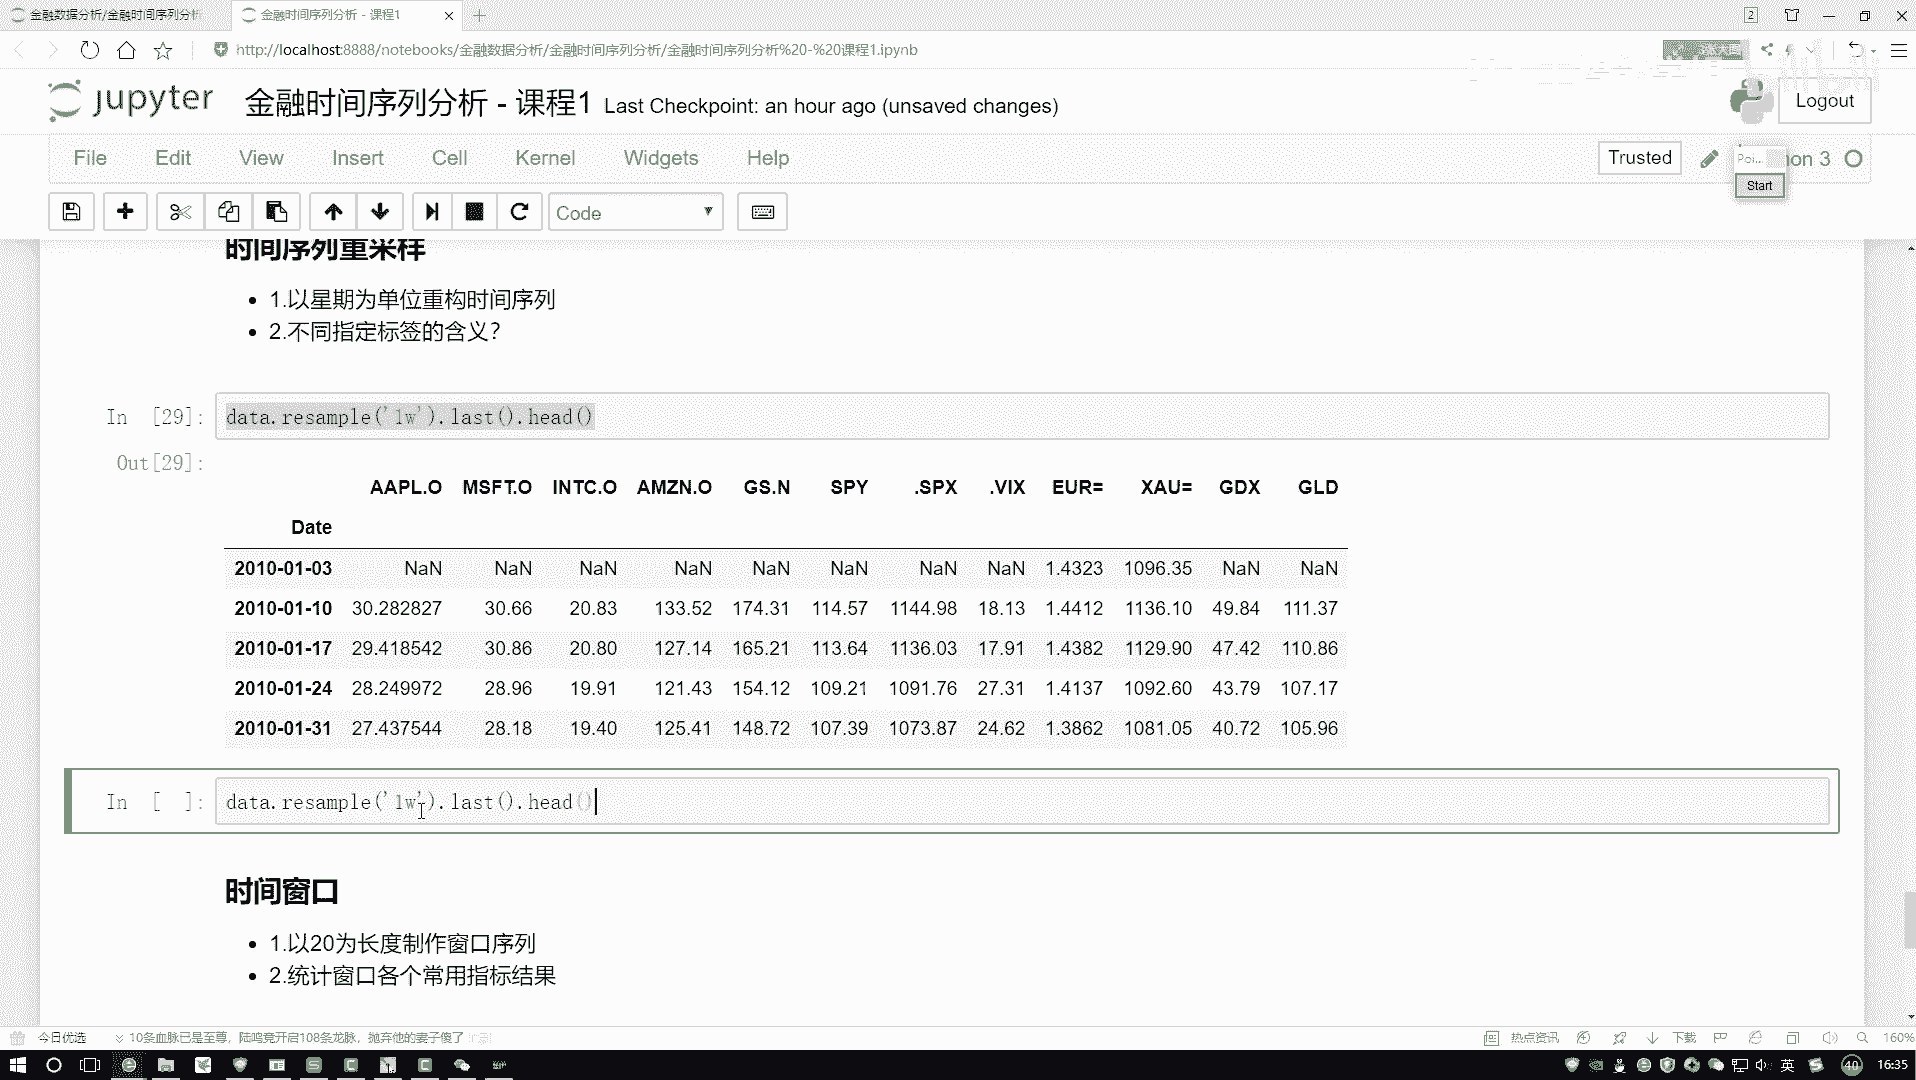 金融数据分析/金融时间序列分析
金融时间序列分析 - 课程1
2
http://localhost:8888/notebooks/金融数据分析/金融时间序列分析/金融时间序列分析%20-%20课程1.ipynb
jupyter 金融时间序列分析 - 课程1 Last Checkpoint: an hour ago (unsaved changes)
Logout
File Edit View Insert Cell Kernel Widgets Help
Trusted
Poi... on 3
Start
Code
时间序列重采样
1.以星期为单位重构时间序列
2.不同指定标签的含义？
In [29]: data.resample('1w').last().head()
Out[29]:
AAPL.O MSFT.O INTC.O AMZN.O GS.N SPY .SPX .VIX EUR= XAU= GDX GLD
Date
2010-01-03 NaN NaN NaN NaN NaN NaN NaN NaN 1.4323 1096.35 NaN NaN
2010-01-10 30.282827 30.66 20.83 133.52 174.31 114.57 1144.98 18.13 1.4412 1136.10 49.84 111.37
2010-01-17 29.418542 30.86 20.80 127.14 165.21 113.64 1136.03 17.91 1.4382 1129.90 47.42 110.86
2010-01-24 28.249972 28.96 19.91 121.43 154.12 109.21 1091.76 27.31 1.4137 1092.60 43.79 107.17
2010-01-31 27.437544 28.18 19.40 125.41 148.72 107.39 1073.87 24.62 1.3862 1081.05 40.72 105.96
In [ ]: data.resample('1w').last().head()
时间窗口
1.以20为长度制作窗口序列
2.统计窗口各个常用指标结果
今日优选 10条血脉已是至尊，陆鸣竟开启108条龙脉，抛弃他的妻子傻了
热点资讯 下载 160%
英 40 16:35